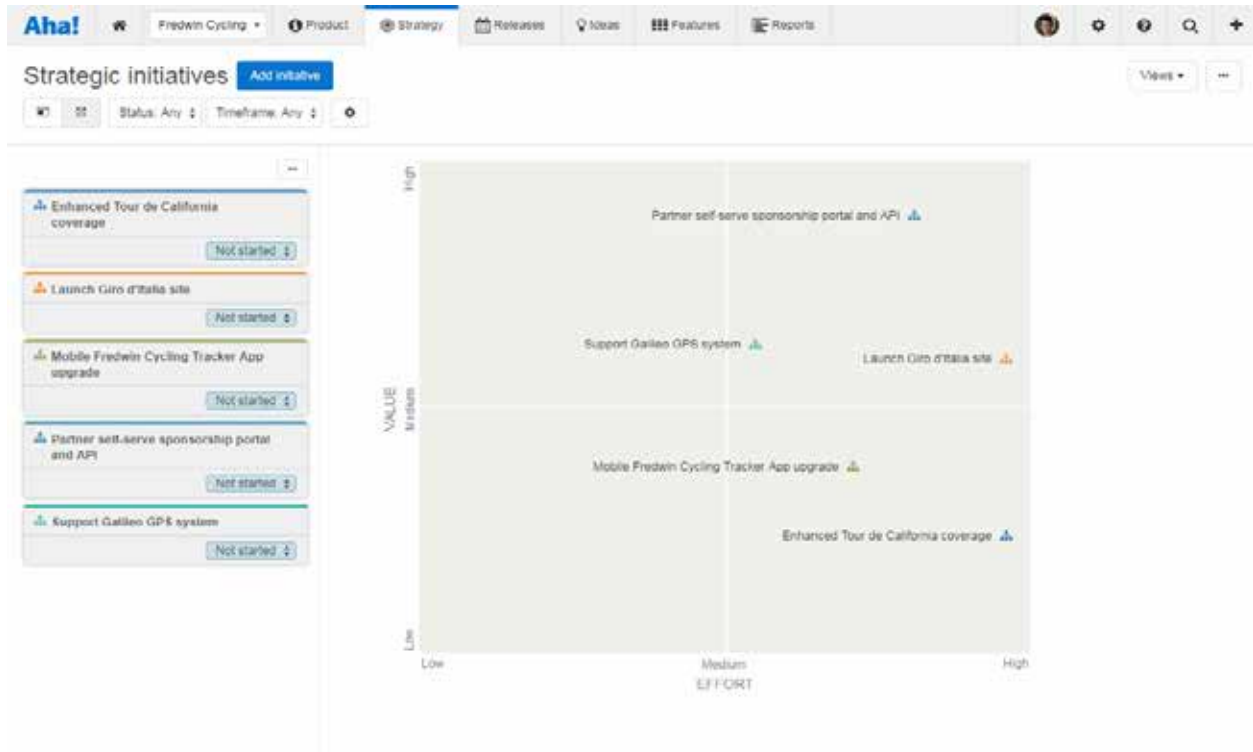 Aha!
Fredwin Cycling
Product
Strategy
Releases
Ideas
Features
Reports
Strategic initiatives
Add initiative
Views
Status: Any
Timeframe: Any
Enhanced Tour de California
coverage
Not started
Launch Giro d'Italia site
Not started
Mobile Fredwin Cycling Tracker App
upgrade
Not started
Partner self-serve sponsorship portal
and API
Not started
Support Galileo GPS system
Not started
High
Partner self-serve sponsorship portal and API
Support Galileo GPS system
Launch Giro d'Italia site
VALUE
Medium
Mobile Fredwin Cycling Tracker App upgrade
Enhanced Tour de California coverage
Low
Low
Medium
High
EFFORT